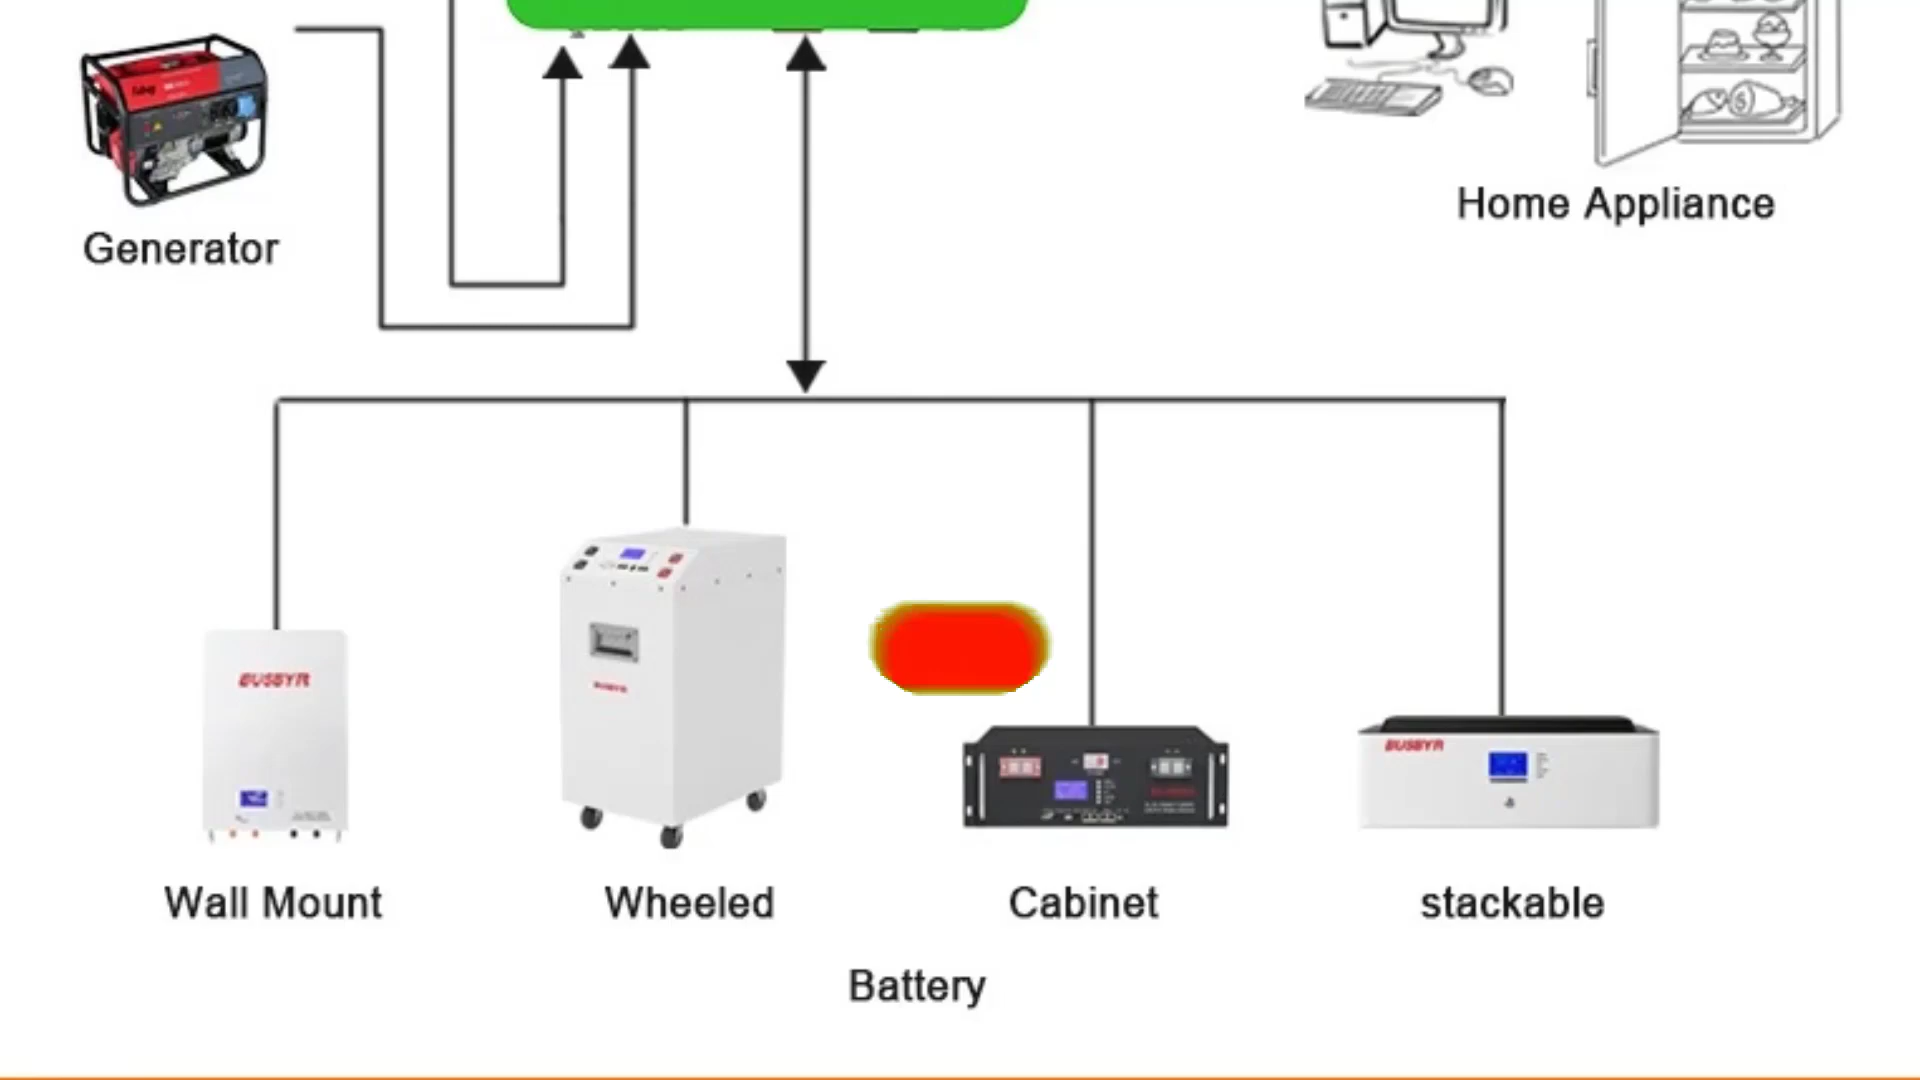 Generator
Home Appliance
BUSBYR
BUSBYR
Wall Mount
Wheeled
Cabinet
stackable
Battery